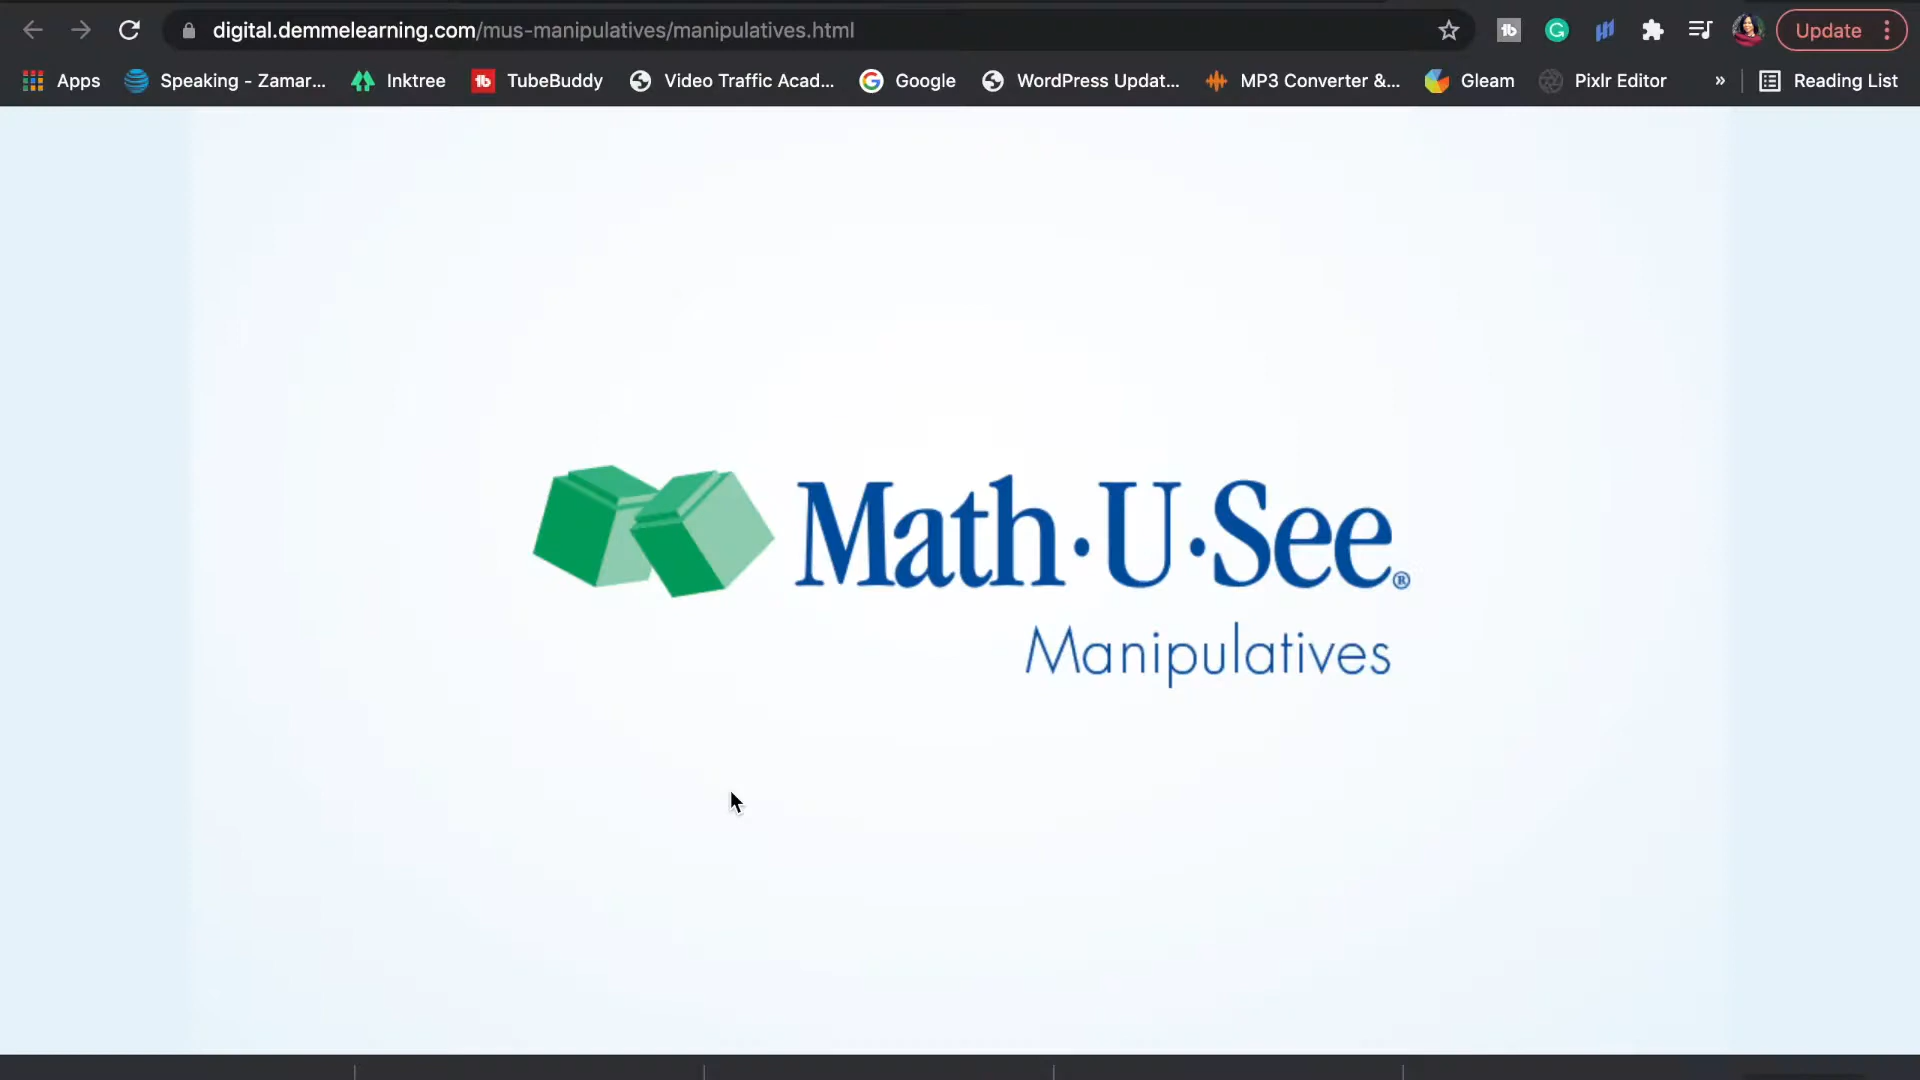 digital.demmelearning.com/mus-manipulatives/manipulatives.html
Update
Apps
Speaking - Zamar...
Inktree
TubeBuddy
Video Traffic Acad...
Google
WordPress Updat...
MP3 Converter &...
Gleam
Pixlr Editor
»
Reading List
Math·U·See®
Manipulatives